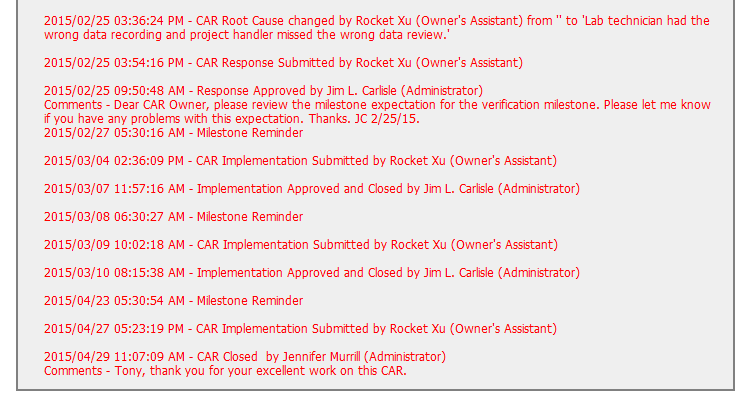 2015/02/25 03:36:24 PM - CAR Root Cause changed by Rocket Xu (Owner's Assistant) from '' to 'Lab technician had the
wrong data recording and project handler missed the wrong data review.'
2015/02/25 03:54:16 PM - CAR Response Submitted by Rocket Xu (Owner's Assistant)
2015/02/25 09:50:48 AM - Response Approved by Jim L. Carlisle (Administrator)
Comments - Dear CAR Owner, please review the milestone expectation for the verification milestone. Please let me know
if you have any problems with this expectation. Thanks. JC 2/25/15.
2015/02/27 05:30:16 AM - Milestone Reminder
2015/03/04 02:36:09 PM - CAR Implementation Submitted by Rocket Xu (Owner's Assistant)
2015/03/07 11:57:16 AM - Implementation Approved and Closed by Jim L. Carlisle (Administrator)
2015/03/08 06:30:27 AM - Milestone Reminder
2015/03/09 10:02:18 AM - CAR Implementation Submitted by Rocket Xu (Owner's Assistant)
2015/03/10 08:15:38 AM - Implementation Approved and Closed by Jim L. Carlisle (Administrator)
2015/04/23 05:30:54 AM - Milestone Reminder
2015/04/27 05:23:19 PM - CAR Implementation Submitted by Rocket Xu (Owner's Assistant)
2015/04/29 11:07:09 AM - CAR Closed  by Jennifer Murrill (Administrator)
Comments - Tony, thank you for your excellent work on this CAR.